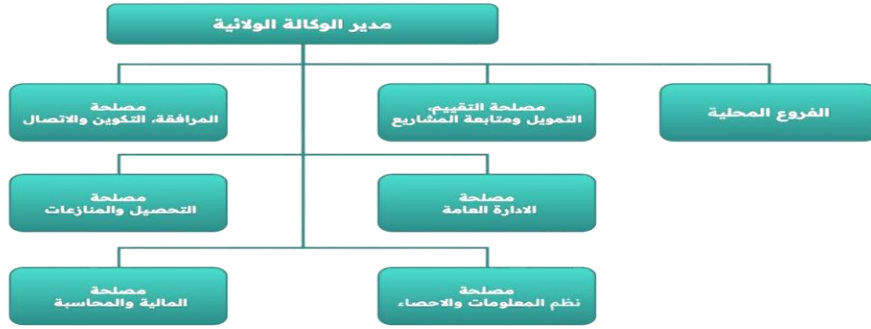 مدير الوكالة الولائية
الفروع المحلية
مصلحة التقييم،
التمويل ومتابعة المشاريع
مصلحة
المرافقة، التكوين والاتصال
مصلحة
الادارة العامة
مصلحة
التحصيل والمنازعات
مصلحة
نظم المعلومات والاحصاء
مصلحة
المالية والمحاسبة